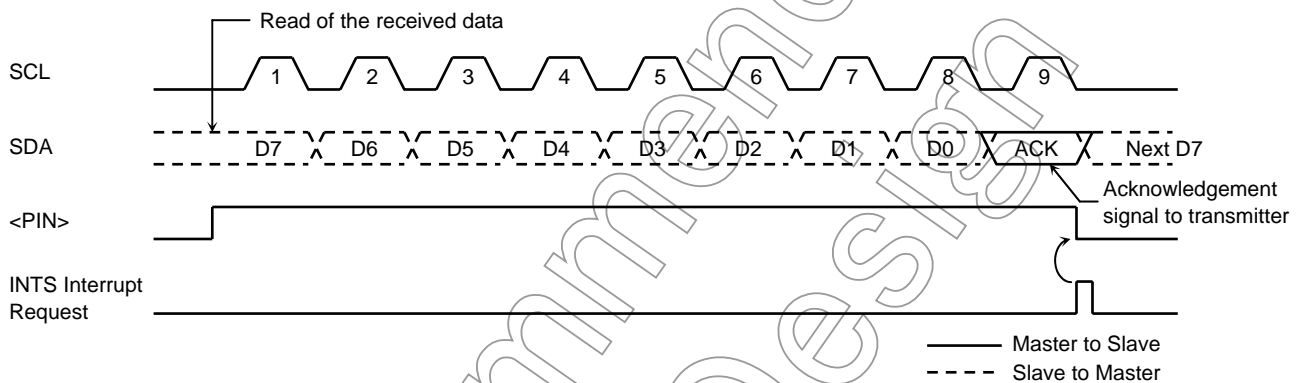 Read of the received data
SCL
1 2 3 4 5 6 7 8 9
SDA
D7 D6 D5 D4 D3 D2 D1 D0 ACK Next D7
Acknowledgement
signal to transmitter
<PIN>
INTS Interrupt
Request
Master to Slave
Slave to Master